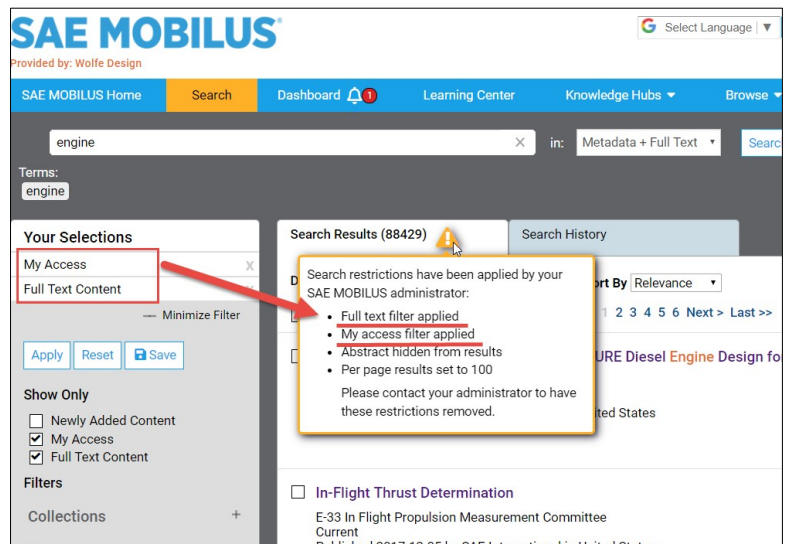 SAE MOBILUS
Provided by: Wolfe Design
G Select Language ▼
SAE MOBILUS Home Search Dashboard 1 Learning Center Knowledge Hubs Browse
engine X in: Metadata + Full Text
Terms:
engine
Your Selections
My Access X
Full Text Content
Minimize Filter
Apply Reset Save
Show Only
Newly Added Content
My Access
Full Text Content
Filters
Collections +
Search Results (88429) Search History
Search restrictions have been applied by your
SAE MOBILUS administrator:
• Full text filter applied
• My access filter applied
• Abstract hidden from results
• Per page results set to 100
Please contact your administrator to have
these restrictions removed.
Sort By Relevance
1 2 3 4 5 6 Next > Last >>
Diesel Engine Design
States
In-Flight Thrust Determination
E-33 In Flight Propulsion Measurement Committee
Current